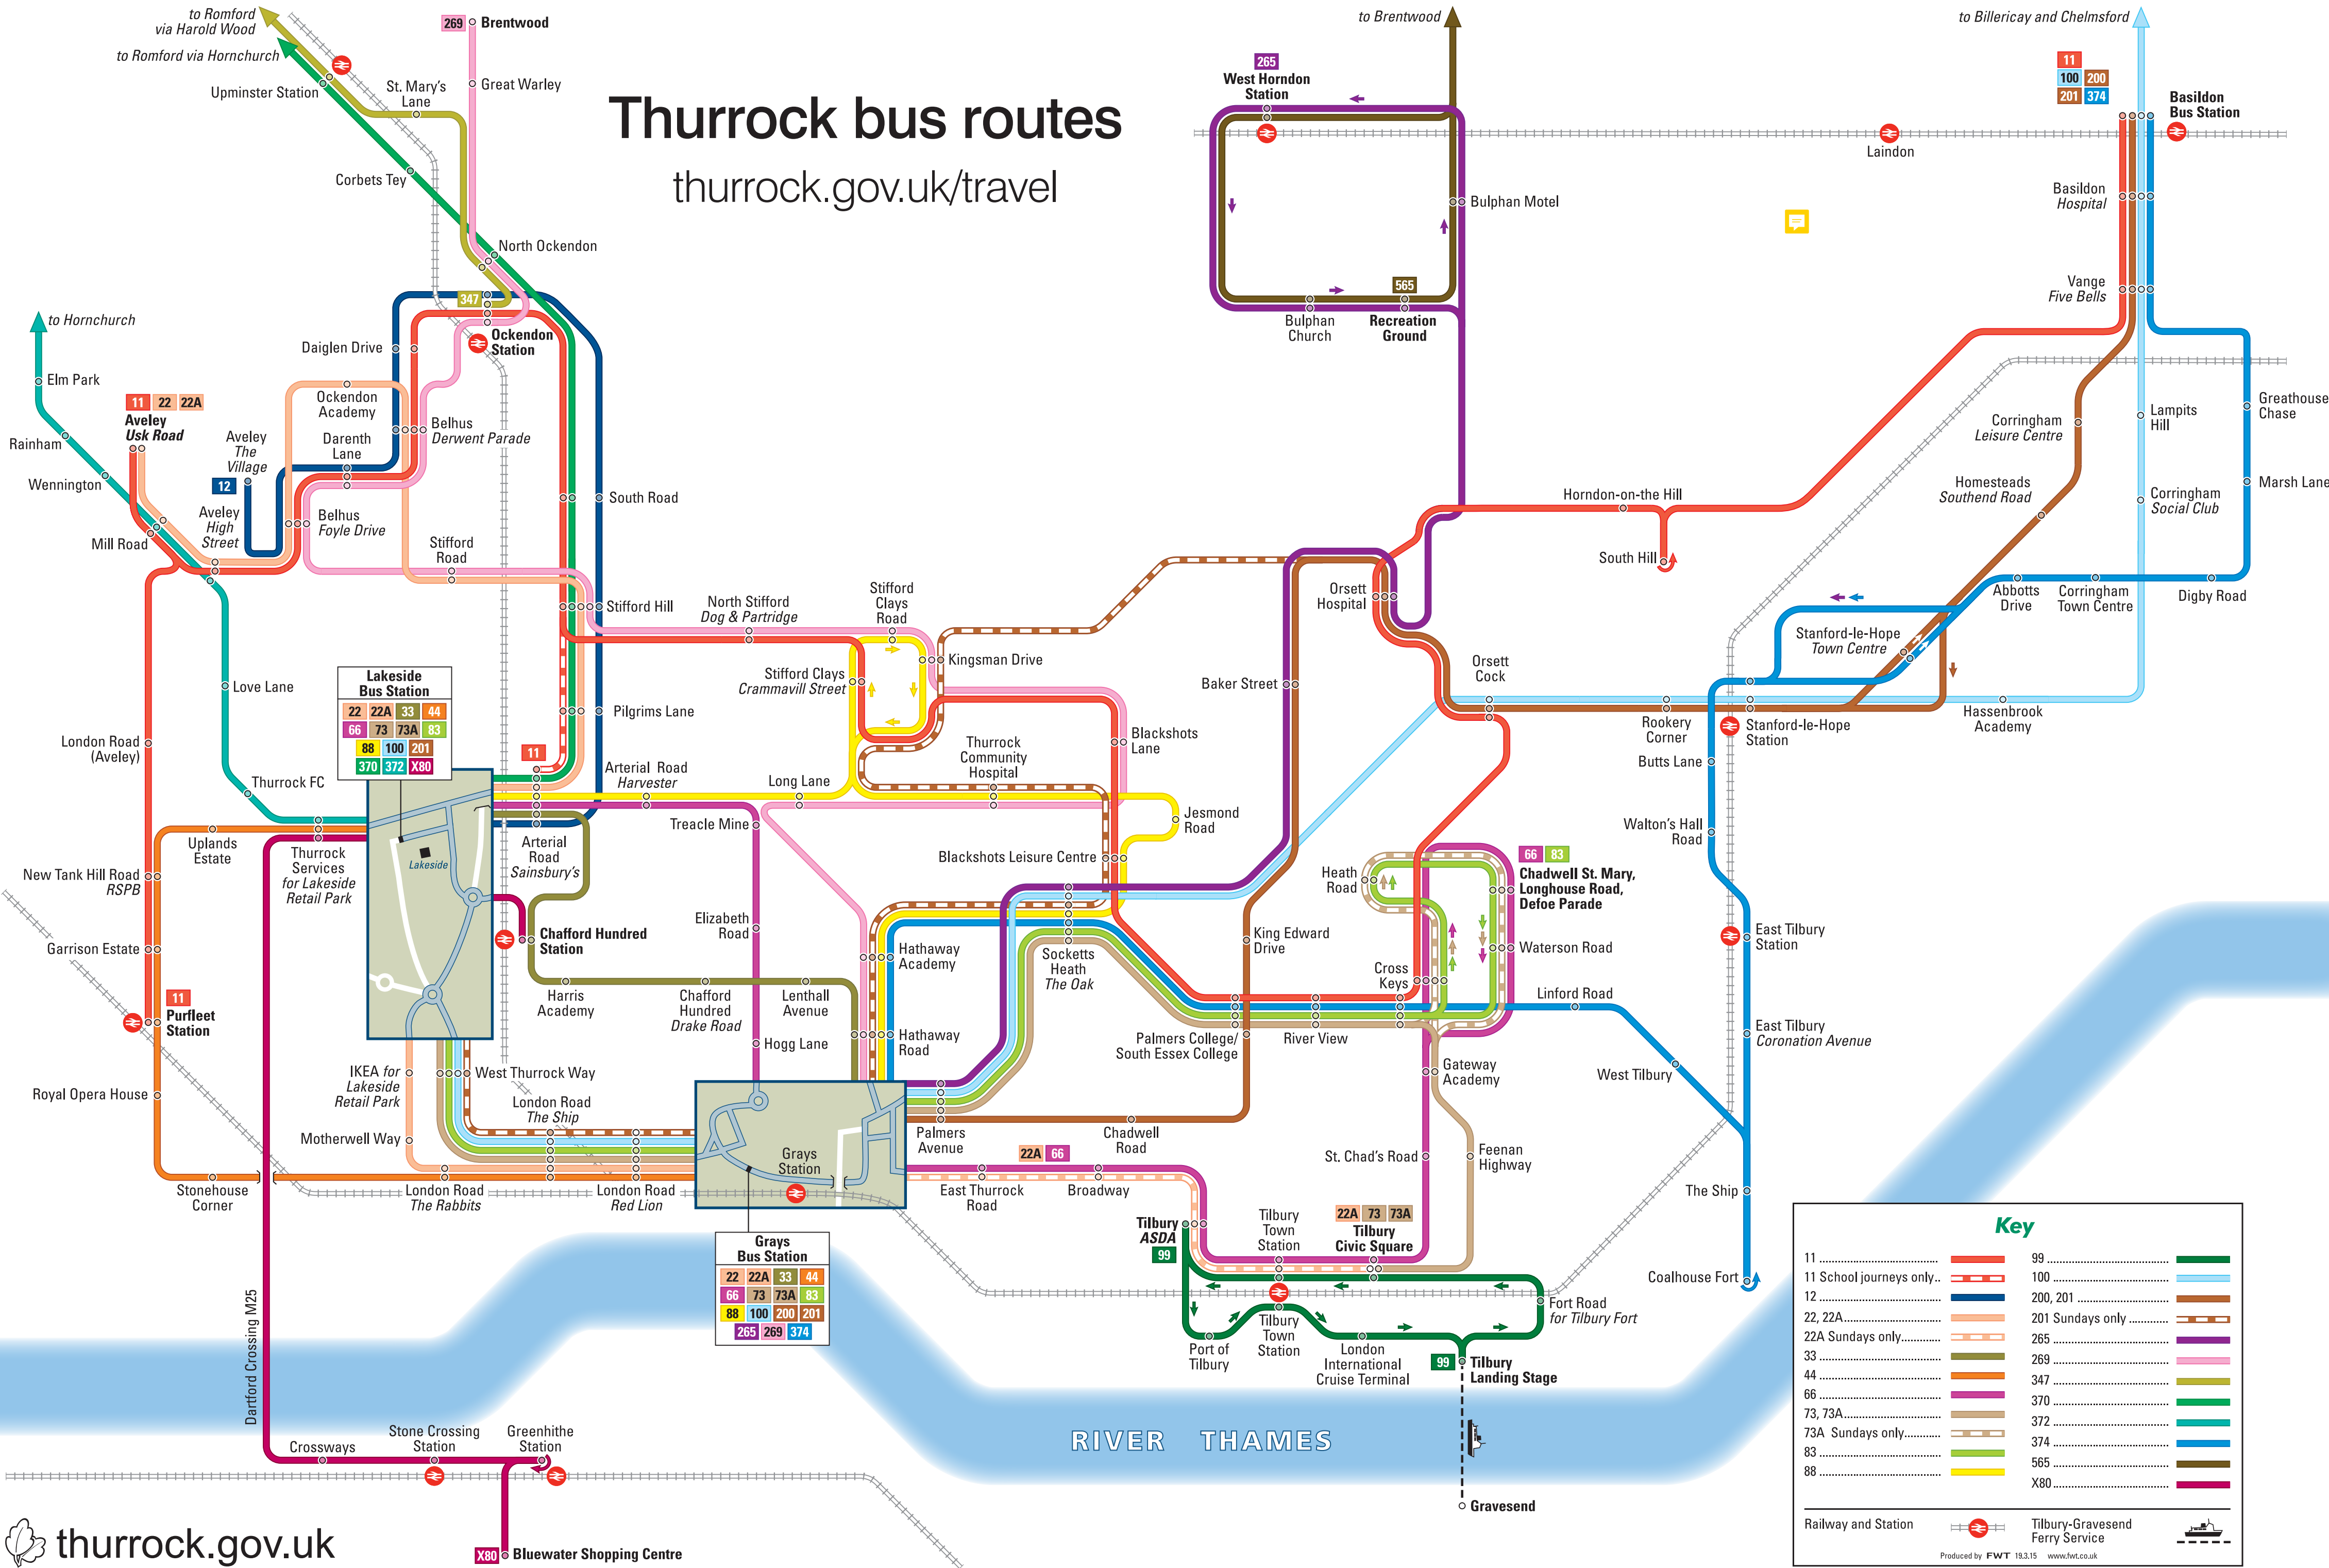 Thurrock bus routes
thurrock.gov.uk/travel
to Romford
via Harold Wood
to Romford via Hornchurch
Upminster Station
St. Mary's
Lane
269
Brentwood
Great Warley
Corbets Tey
North Ockendon
347
Ockendon
Station
to Hornchurch
Elm Park
Rainham
Wennington
11 22 22A
Aveley
Usk Road
Mill Road
Aveley
The
Village
12
Aveley
High
Street
Daiglen Drive
Ockendon
Academy
Darenth
Lane
Belhus
Derwent Parade
Belhus
Foyle Drive
Stifford
Road
South Road
Stifford Hill
Pilgrims Lane
North Stifford
Dog & Partridge
Stifford
Clays
Road
Kingsman Drive
Stifford Clays
Crammavill Street
Blackshots
Lane
Thurrock
Community
Hospital
Long Lane
Jesmond
Road
Blackshots Leisure Centre
Love Lane
Thurrock FC
London Road
(Aveley)
Lakeside
Bus Station
22 22A 33 44
66 73 73A 83
88 100 201
370 372 X80
11
Arterial Road
Harvester
Arterial
Road
Sainsbury's
Lakeside
Treacle Mine
Elizabeth
Road
Hogg Lane
Uplands
Estate
Thurrock
Services
for Lakeside
Retail Park
New Tank Hill Road
RSPB
Garrison Estate
11
Purfleet
Station
Royal Opera House
Stonehouse
Corner
Chafford Hundred
Station
Harris
Academy
Chafford
Hundred
Drake Road
Lenthall
Avenue
Hathaway
Academy
Hathaway
Road
IKEA for
Lakeside
Retail Park
Motherwell Way
West Thurrock Way
London Road
The Ship
London Road
The Rabbits
London Road
Red Lion
Grays
Station
Grays
Bus Station
22 22A 33 44
66 73 73A 83
88 100 200 201
265 269 374
Palmers
Avenue
Chadwell
Road
22A 66
East Thurrock
Road
Broadway
Socketts
Heath
The Oak
Palmers College/
South Essex College
River View
King Edward
Drive
Baker Street
Heath
Road
Cross
Keys
66 83
Chadwell St. Mary,
Longhouse Road,
Defoe Parade
Waterson Road
Gateway
Academy
St. Chad's Road
Feenan
Highway
Tilbury
ASDA
99
Tilbury
Town
Station
22A 73 73A
Tilbury
Civic Square
Port of
Tilbury
Tilbury
Town
Station
London
International
Cruise Terminal
Fort Road
for Tilbury Fort
99
Tilbury
Landing Stage
Gravesend
RIVER THAMES
265
West Horndon
Station
to Brentwood
Bulphan Motel
Bulphan
Church
565
Recreation
Ground
Laindon
to Billericay and Chelmsford
11
100 200
201 374
Basildon
Bus Station
Basildon
Hospital
Vange
Five Bells
Horndon-on-the Hill
South Hill
Orsett
Hospital
Orsett
Cock
Rookery
Corner
Stanford-le-Hope
Station
Stanford-le-Hope
Town Centre
Hassenbrook
Academy
Corringham
Leisure Centre
Homesteads
Southend Road
Lampits
Hill
Corringham
Social Club
Greathouse
Chase
Marsh Lane
Abbotts
Drive
Corringham
Town Centre
Digby Road
Butts Lane
Walton's Hall
Road
East Tilbury
Station
Linford Road
East Tilbury
Coronation Avenue
West Tilbury
The Ship
Coalhouse Fort
Dartford Crossing M25
Crossways
Stone Crossing
Station
Greenhithe
Station
X80
Bluewater Shopping Centre
thurrock.gov.uk
Key
11
11 School journeys only
12
22, 22A
22A Sundays only
33
44
66
73, 73A
73A Sundays only
83
88
99
100
200, 201
201 Sundays only
265
269
347
370
372
374
565
X80
Railway and Station
Tilbury-Gravesend
Ferry Service
Produced by FWT 19.3.15 www.fwt.co.uk